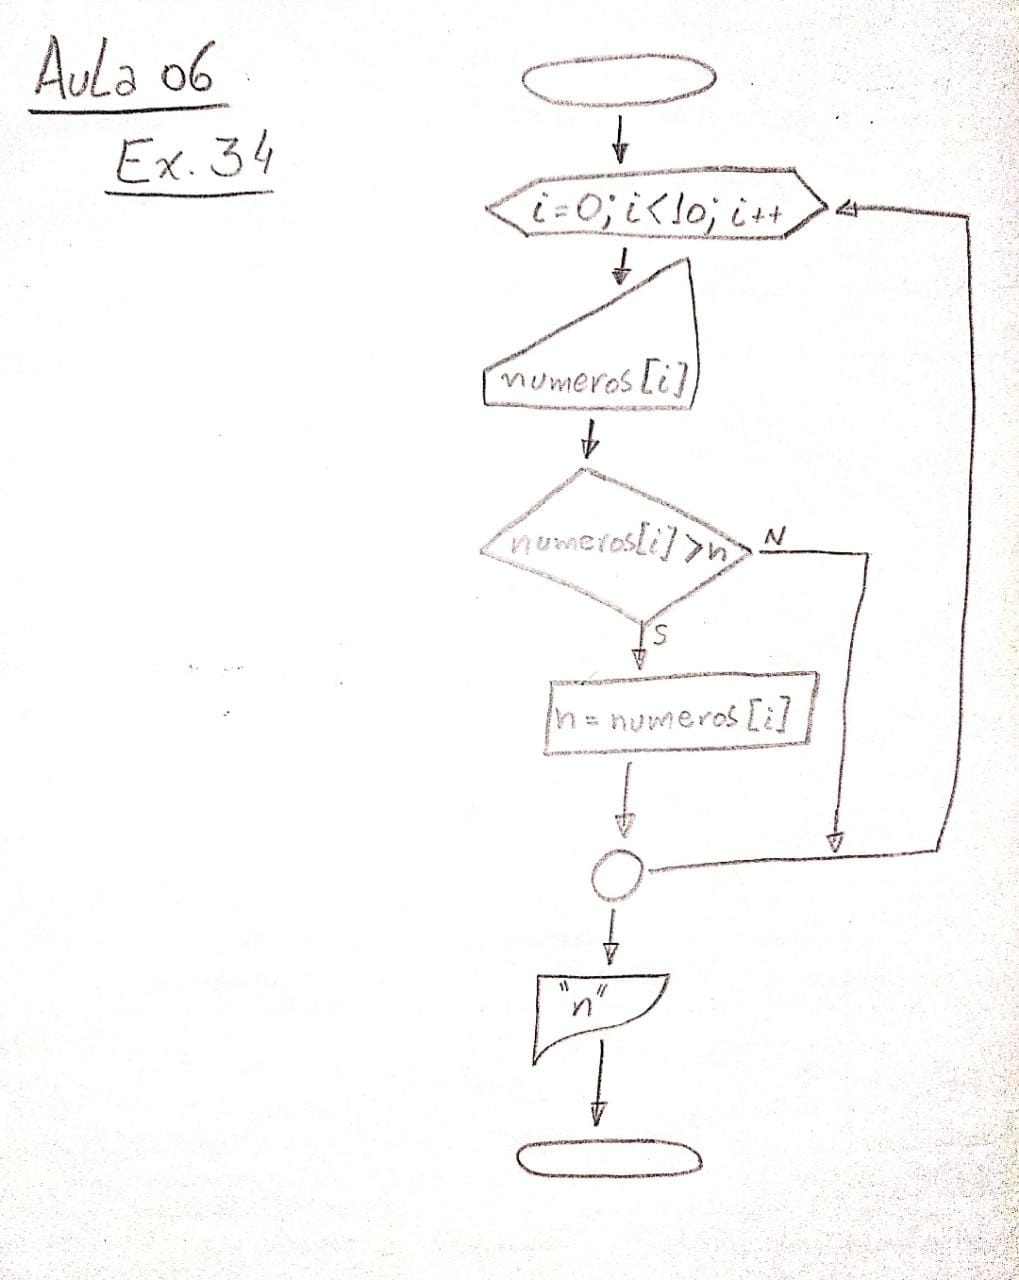 Aula 06
Ex. 34
i=0; i<10; i++
numeros[i]
numeros[i] >n
N
S
n = numeros [i]
"n"